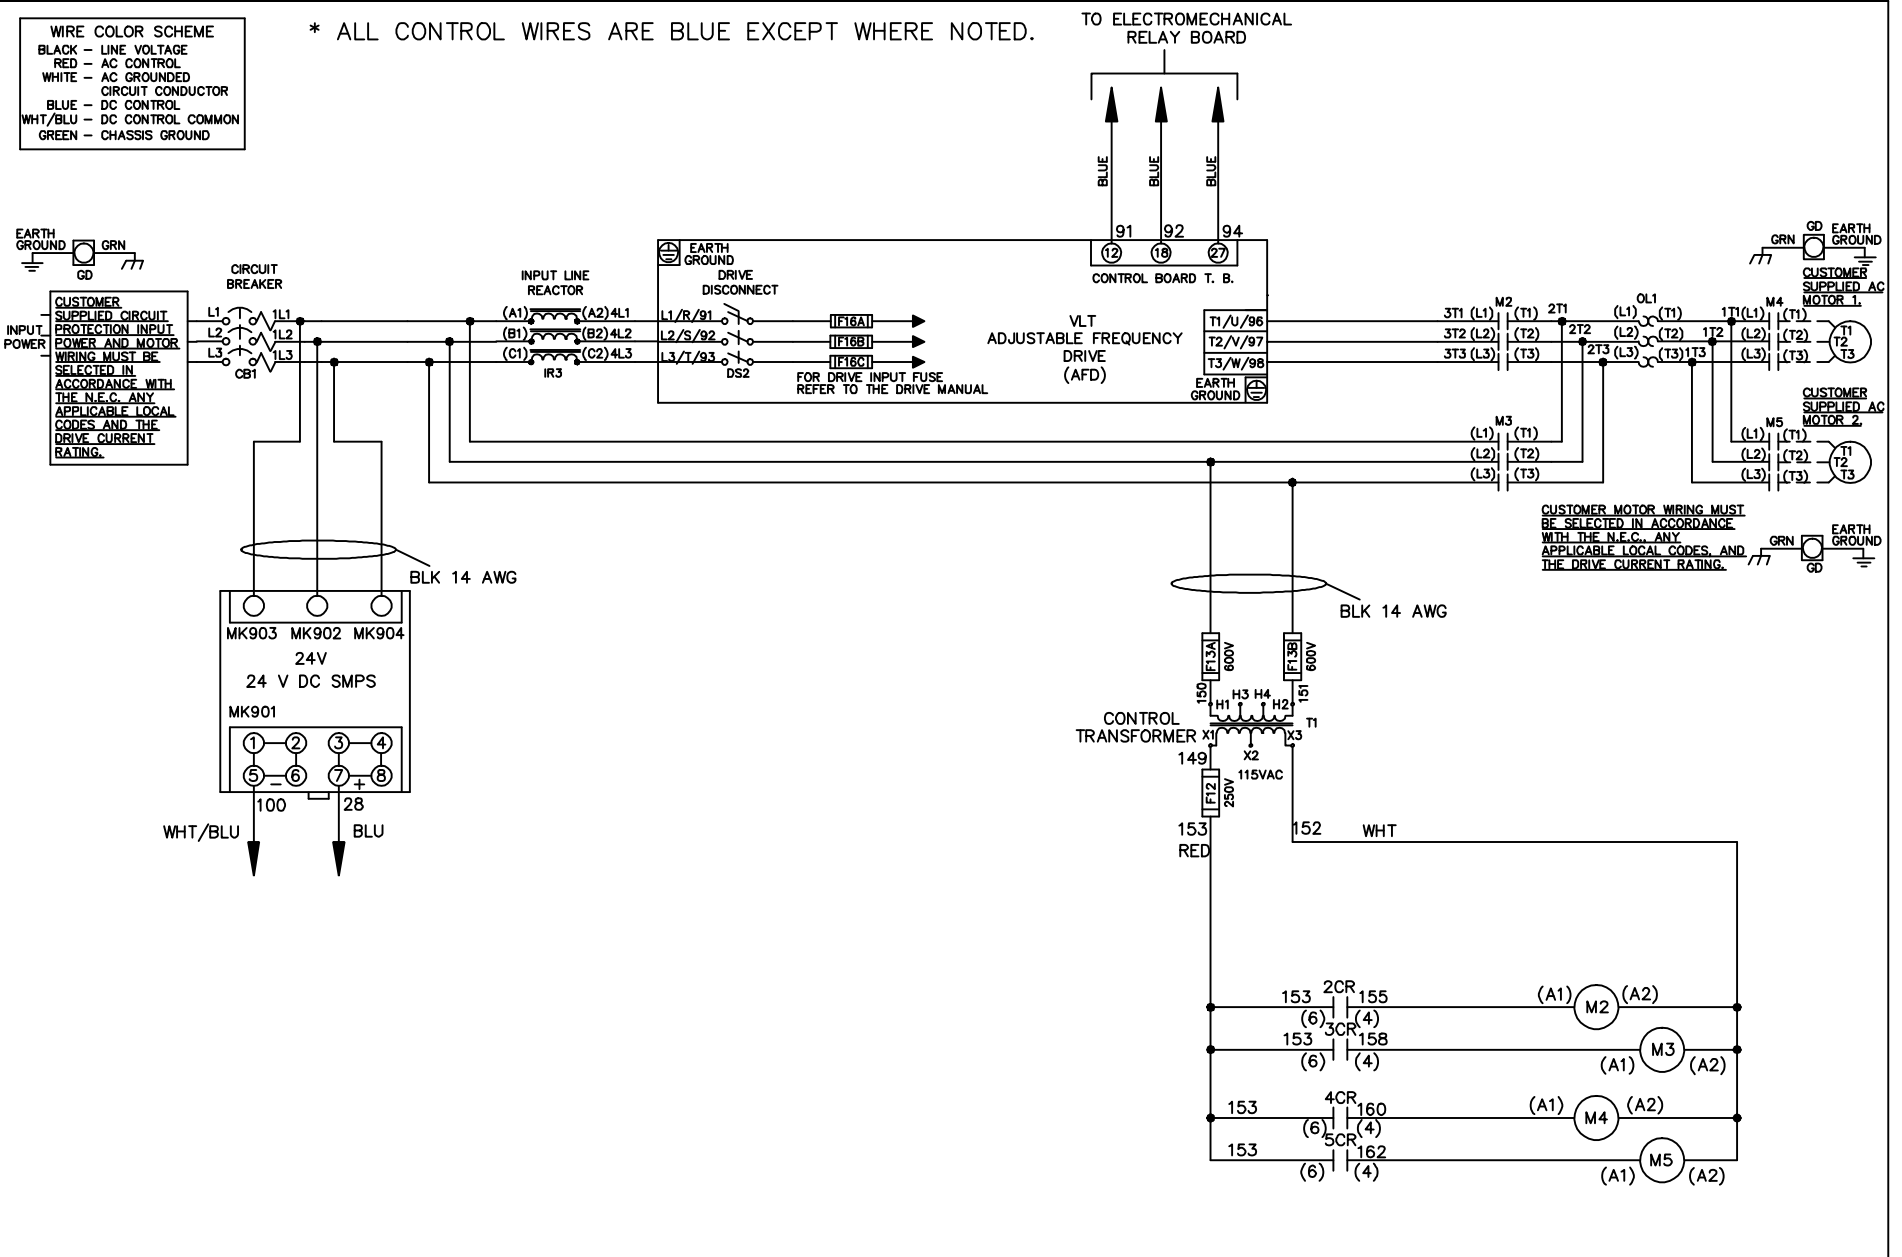 WIRE COLOR SCHEME
BLACK – LINE VOLTAGE
RED – AC CONTROL
WHITE – AC GROUNDED
CIRCUIT CONDUCTOR
BLUE – DC CONTROL
WHT/BLU – DC CONTROL COMMON
GREEN – CHASSIS GROUND
* ALL CONTROL WIRES ARE BLUE EXCEPT WHERE NOTED.
TO ELECTROMECHANICAL
RELAY BOARD
BLUE
BLUE
BLUE
91 92 94
12 18 27
CONTROL BOARD T. B.
EARTH
GROUND
GRN
GD
INPUT
POWER
CUSTOMER
SUPPLIED CIRCUIT
PROTECTION INPUT
POWER AND MOTOR
WIRING MUST BE
SELECTED IN
ACCORDANCE WITH
THE N.E.C. ANY
APPLICABLE LOCAL
CODES AND THE
DRIVE CURRENT
RATING.
CIRCUIT
BREAKER
L1 1L1
L2 1L2
L3 1L3
CB1
INPUT LINE
REACTOR
(A1) (A2) 4L1
(B1) (B2) 4L2
(C1) (C2) 4L3
IR3
EARTH
GROUND
DRIVE
DISCONNECT
L1/R/91
L2/S/92
L3/T/93
DS2
F16A
F16B
F16C
FOR DRIVE INPUT FUSE
REFER TO THE DRIVE MANUAL
VLT
ADJUSTABLE FREQUENCY
DRIVE
(AFD)
T1/U/96
T2/V/97
T3/W/98
EARTH
GROUND
M2
3T1 (L1) (T1) 2T1
3T2 (L2) (T2) 2T2
3T3 (L3) (T3) 2T3
OL1
(L1) (T1) 1T1
(L2) (T2) 1T2
(L3) (T3) 1T3
M4
(L1) (T1)
(L2) (T2)
(L3) (T3)
T1
T2
T3
GRN
GD
EARTH
GROUND
CUSTOMER
SUPPLIED AC
MOTOR 1.
M3
(L1) (T1)
(L2) (T2)
(L3) (T3)
M5
(L1) (T1)
(L2) (T2)
(L3) (T3)
T1
T2
T3
CUSTOMER
SUPPLIED AC
MOTOR 2.
CUSTOMER MOTOR WIRING MUST
BE SELECTED IN ACCORDANCE
WITH THE N.E.C., ANY
APPLICABLE LOCAL CODES, AND
THE DRIVE CURRENT RATING.
GRN
GD
EARTH
GROUND
BLK 14 AWG
MK903 MK902 MK904
24V
24 V DC SMPS
MK901
1 2 3 4
5 – 6 7 + 8
100 28
WHT/BLU BLU
BLK 14 AWG
F13A 600V
F13B 600V
150 151
H1 H3 H4 H2
T1
CONTROL
TRANSFORMER
X1 X2 X3
149
115VAC
F12 250V
153
RED
152 WHT
2CR
153 155
(6) (4)
(A1) M2 (A2)
3CR
153 158
(6) (4)
(A1) M3 (A2)
4CR
153 160
(6) (4)
(A1) M4 (A2)
5CR
153 162
(6) (4)
(A1) M5 (A2)